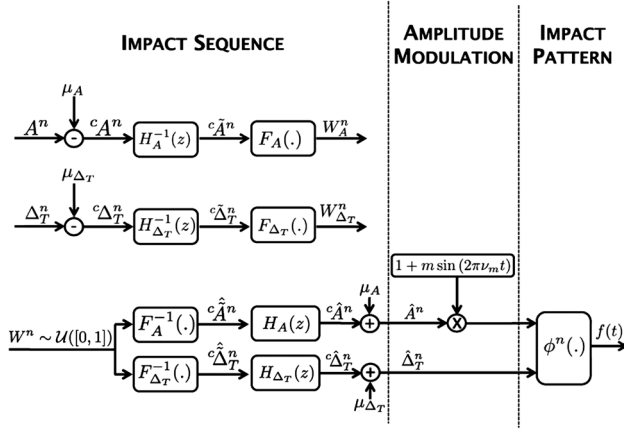 IMPACT SEQUENCE
AMPLITUDE MODULATION
IMPACT PATTERN
μ_A
A^n - ^cA^n H_A^{-1}(z) ^c\tilde{A}^n F_A(.) W_A^n
μ_{Δ_T}
Δ_T^n - ^cΔ_T^n H_{Δ_T}^{-1}(z) ^c\tilde{Δ}_T^n F_{Δ_T}(.) W_{Δ_T}^n
1 + m sin (2πν_m t)
μ_A
W^n ∼ U([0, 1]) F_A^{-1}(.) ^c\hat{\tilde{A}}^n H_A(z) ^c\hat{A}^n + \hat{A}^n X
F_{Δ_T}^{-1}(.) ^c\hat{\tilde{Δ}}_T^n H_{Δ_T}(z) ^c\hat{Δ}_T^n + \hat{Δ}_T^n
μ_{Δ_T}
ϕ^n(.) f(t)